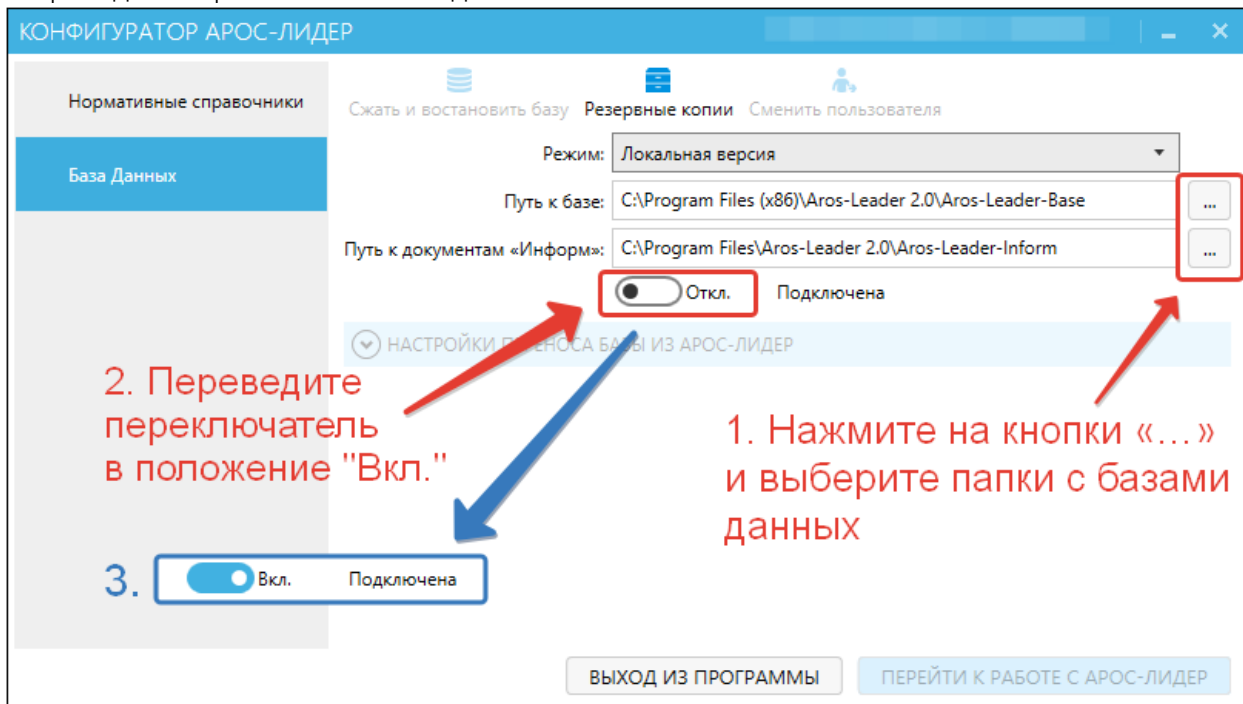 КОНФИГУРАТОР АРОС-ЛИДЕР
Нормативные справочники
База Данных
Сжать и востановить базу Резервные копии Сменить пользователя
Режим: Локальная версия
Путь к базе: C:\Program Files (x86)\Aros-Leader 2.0\Aros-Leader-Base ...
Путь к документам «Информ»: C:\Program Files\Aros-Leader 2.0\Aros-Leader-Inform ...
Откл. Подключена
НАСТРОЙКИ БАЗЫ ИЗ АРОС-ЛИДЕР
2. Переведите
переключатель
в положение "Вкл."
1. Нажмите на кнопки «...»
и выберите папки с базами
данных
3. Вкл. Подключена
ВЫХОД ИЗ ПРОГРАММЫ ПЕРЕЙТИ К РАБОТЕ С АРОС-ЛИДЕР